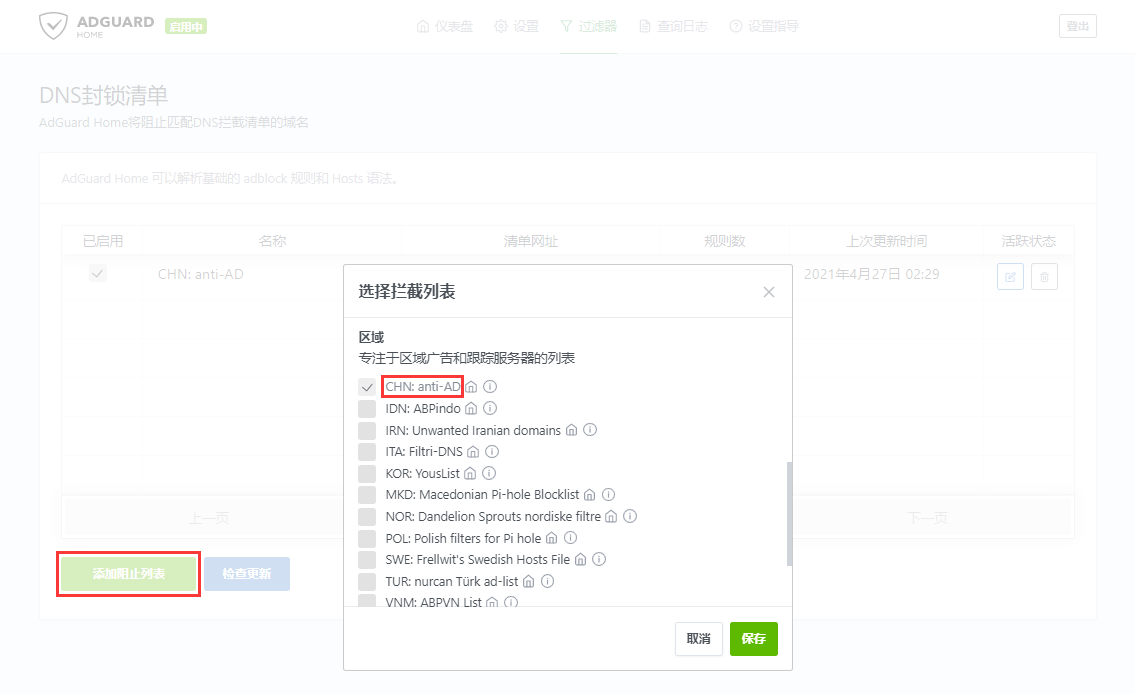 ADGUARD
HOME
启用中
仪表盘
设置
过滤器
查询日志
设置指导
登出
DNS封锁清单
AdGuard Home将阻止匹配DNS拦截清单的域名
AdGuard Home 可以解析基础的 adblock 规则和 Hosts 语法。
已启用 名称 清单网址 规则数 上次更新时间 活跃状态
CHN: anti-AD 2021年4月27日 02:29
选择拦截列表
区域
专注于区域广告和跟踪服务器的列表
CHN: anti-AD
IDN: ABPindo
IRN: Unwanted Iranian domains
ITA: Filtri-DNS
KOR: YousList
MKD: Macedonian Pi-hole Blocklist
NOR: Dandelion Sprouts nordiske filtre
POL: Polish filters for Pi hole
SWE: Frellwit's Swedish Hosts File
TUR: nurcan Türk ad-list
VNM: ABPVN List
取消
保存
上一页
下一页
添加阻止列表
检查更新